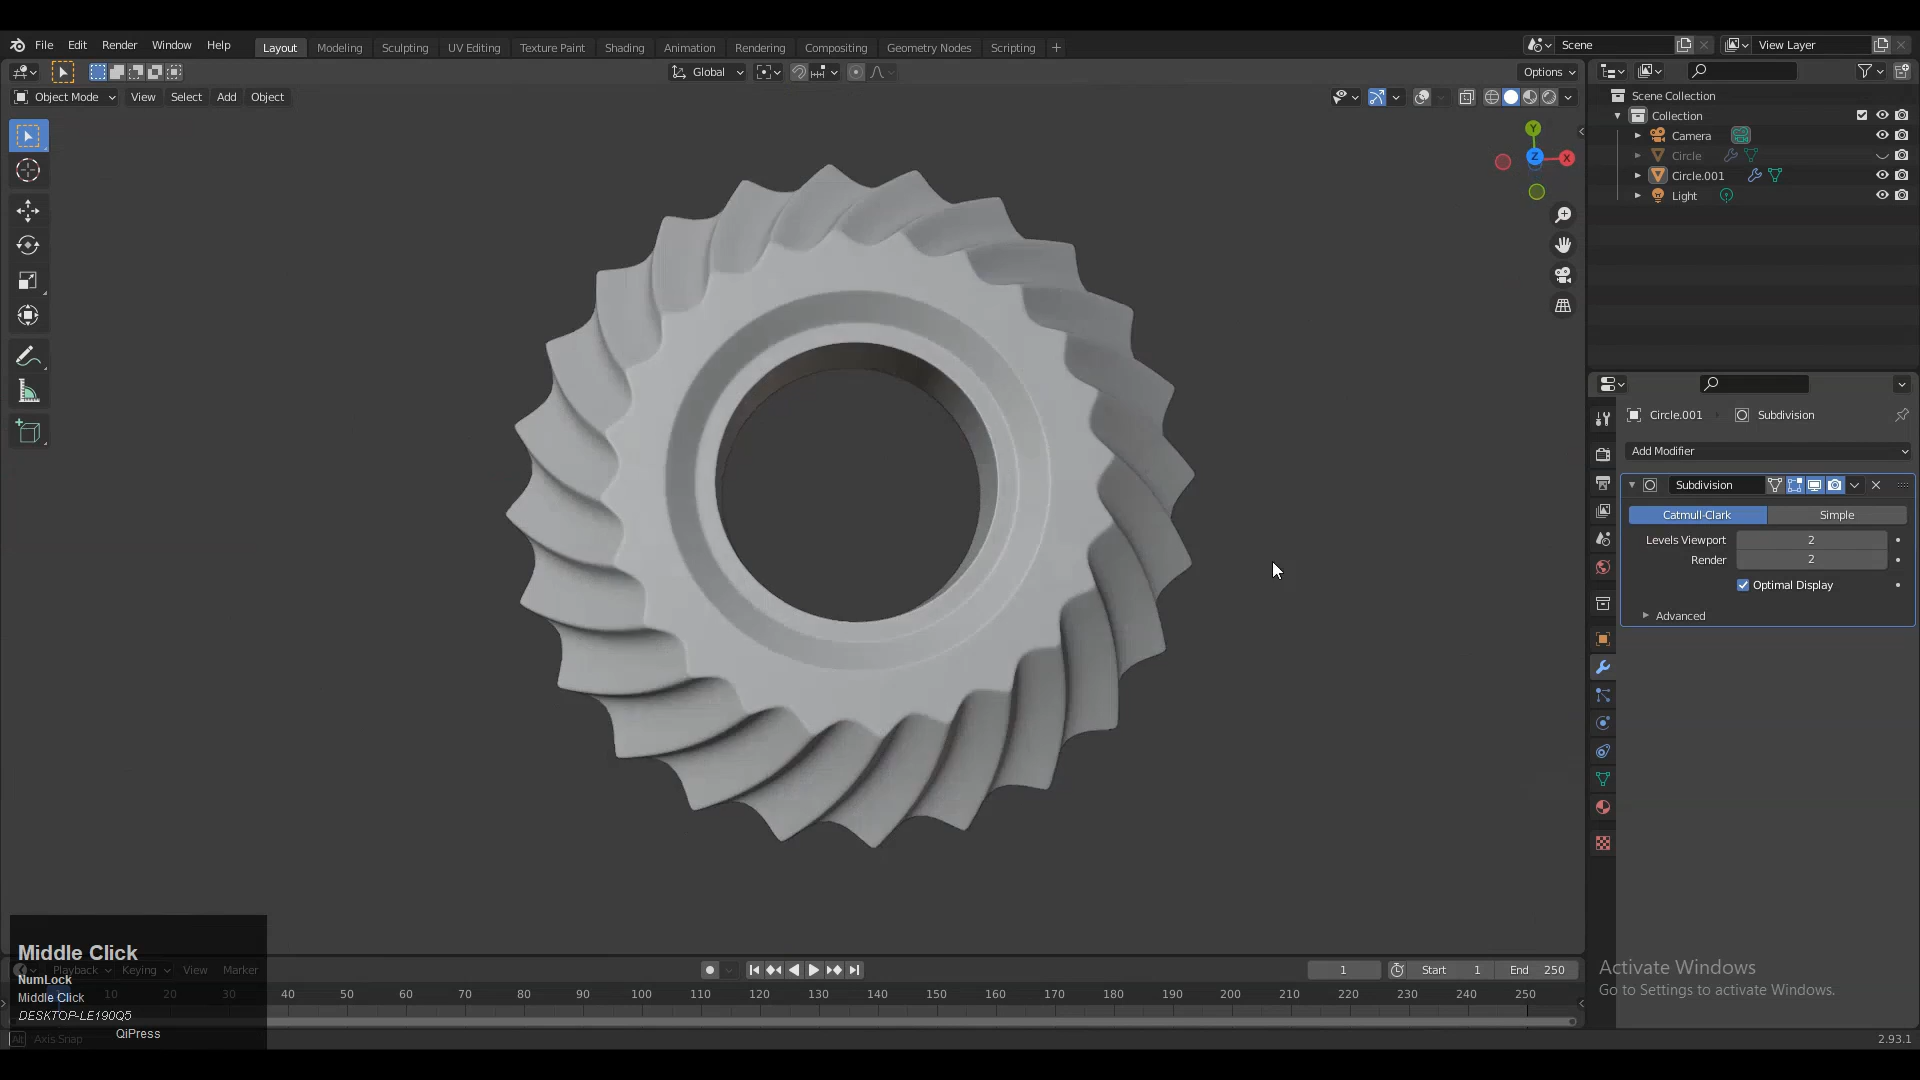 File Edit Render Window Help Layout Modeling Sculpting UV Editing Texture Paint Shading Animation Rendering Compositing Geometry Nodes Scripting + Scene View Layer
Global Options
Object Mode View Select Add Object
Scene Collection
Collection
Camera
Circle
Circle.001
Light
Y
Z
X
Circle.001 Subdivision
Add Modifier
Subdivision
Catmull-Clark Simple
Levels Viewport 2
Render 2
Optimal Display
Advanced
Middle Click
NumLock
Middle Click
DESKTOP-LE190Q5
QiPress
Playback Keying View Marker 1 Start 1 End 250
10 20 30 40 50 60 70 80 90 100 110 120 130 140 150 160 170 180 190 200 210 220 230 240 250
Alt Axis Snap
Activate Windows
Go to Settings to activate Windows.
2.93.1